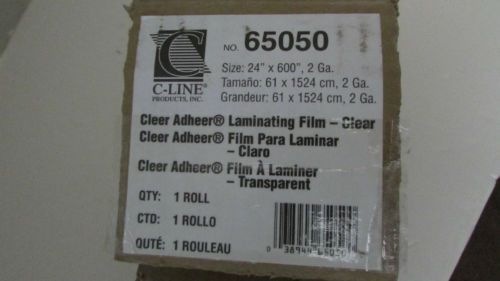 C-LINE®
PRODUCTS, INC.
NO. 65050
Size: 24" x 600", 2 Ga.
Tamaño: 61 x 1524 cm, 2 Ga.
Grandeur: 61 x 1524 cm, 2 Ga.
Cleer Adheer® Laminating Film – Clear
Cleer Adheer® Film Para Laminar
– Claro
Cleer Adheer® Film À Laminer
– Transparent
QTY: 1 ROLL
CTD: 1 ROLLO
QUTÉ: 1 ROULEAU